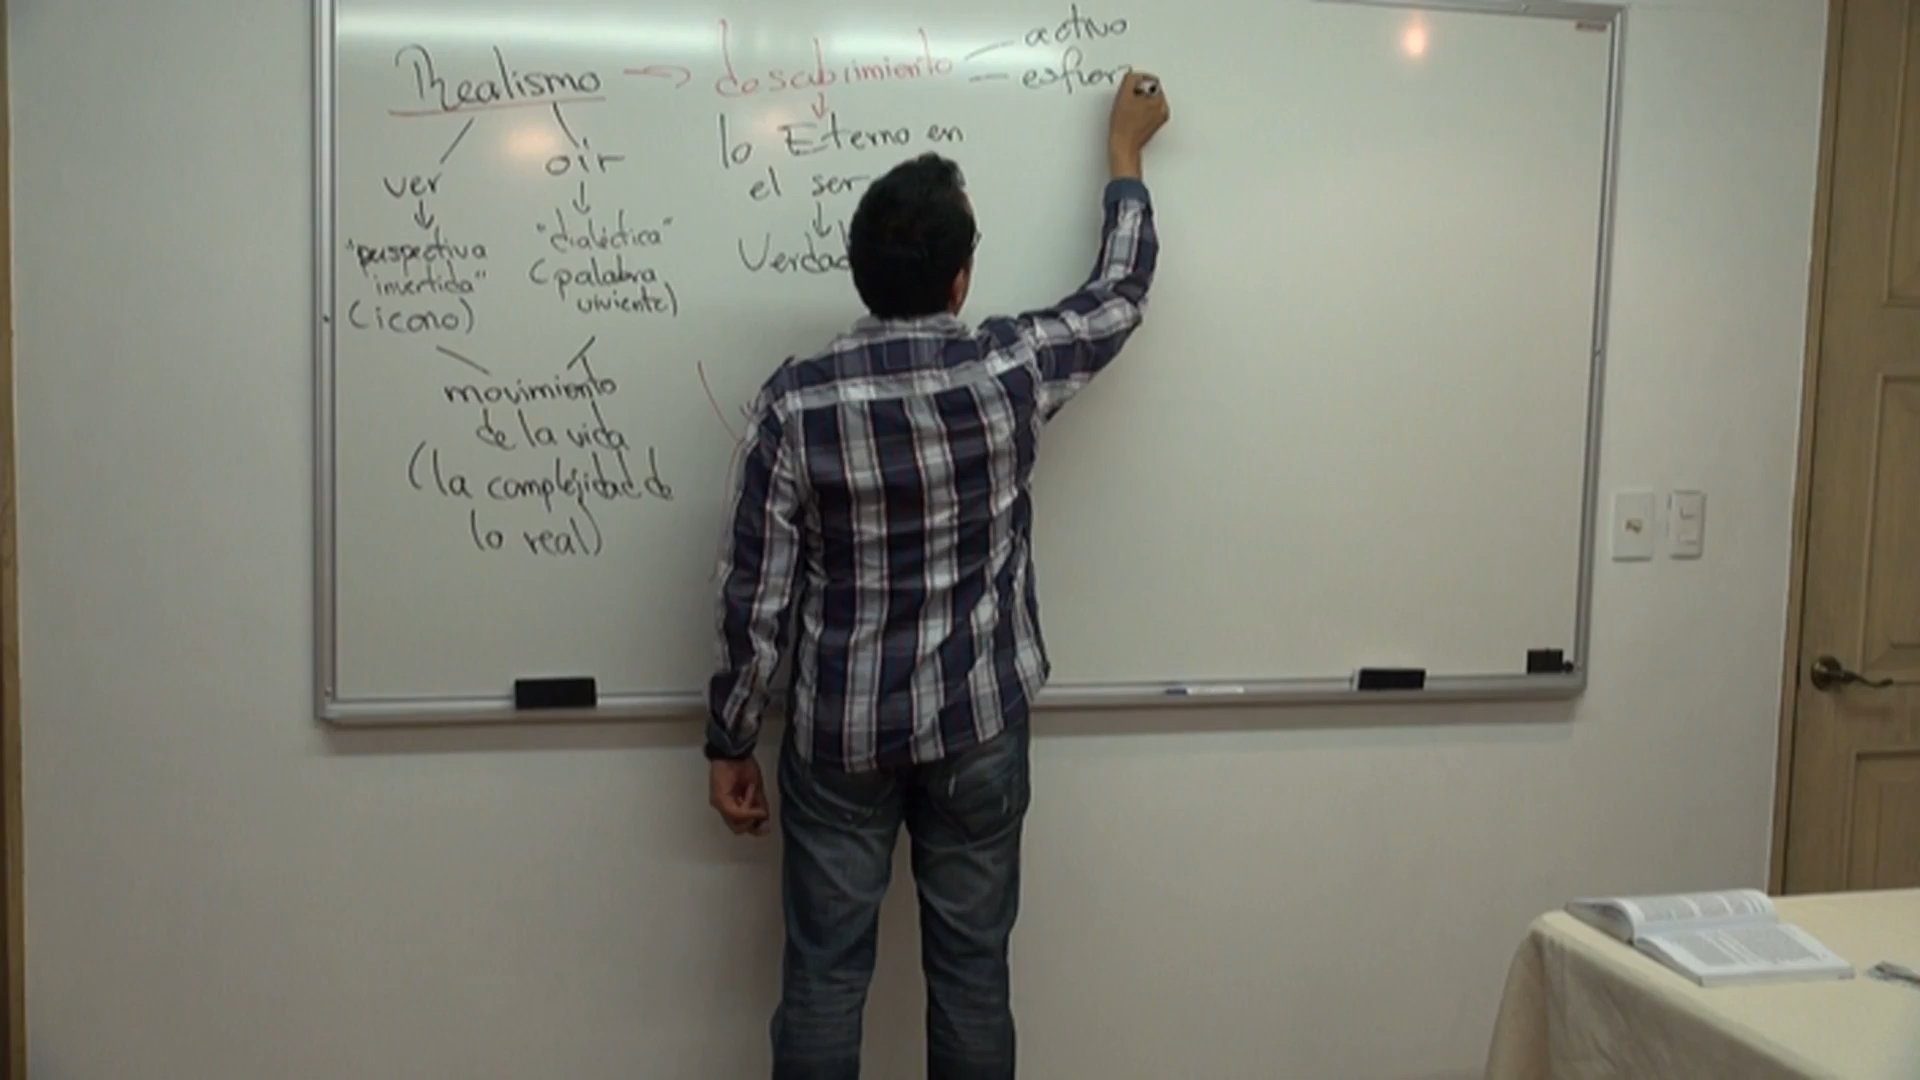 Realismo → descubrimiento
activo
esfuerz
ver
oir
lo Eterno en
el ser
↓
Verdad
"perspectiva
invertida"
(icono)
"dialéctica"
(palabra
viviente)
movimiento
de la vida
(la complejidad de
lo real)